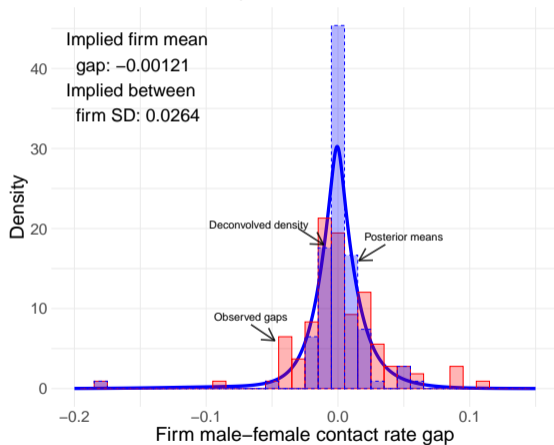 Implied firm mean
gap: −0.00121
Implied between
firm SD: 0.0264
Density
40
30
20
10
0
Deconvolved density
Posterior means
Observed gaps
−0.2
−0.1
0.0
0.1
Firm male−female contact rate gap